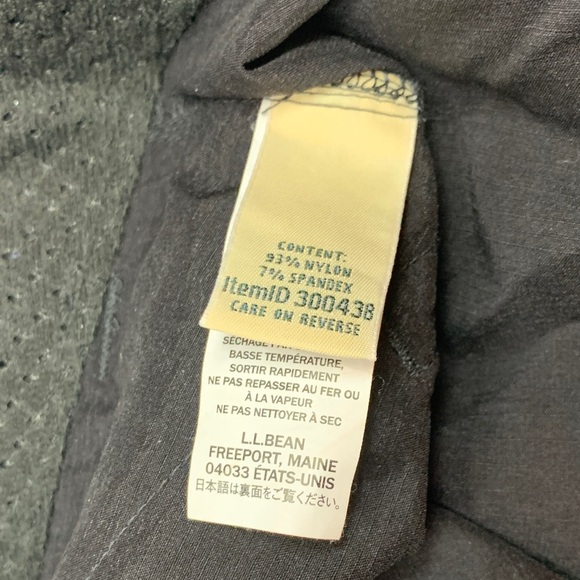 CONTENT:
93% NYLON
7% SPANDEX
ItemID 300438
CARE ON REVERSE
SÉCHAGE PAR
BASSE TEMPÉRATURE,
SORTIR RAPIDEMENT
NE PAS REPASSER AU FER OU
À LA VAPEUR
NE PAS NETTOYER À SEC
L.L.BEAN
FREEPORT, MAINE
04033 ÉTATS-UNIS
日本語は裏面をご覧ください。